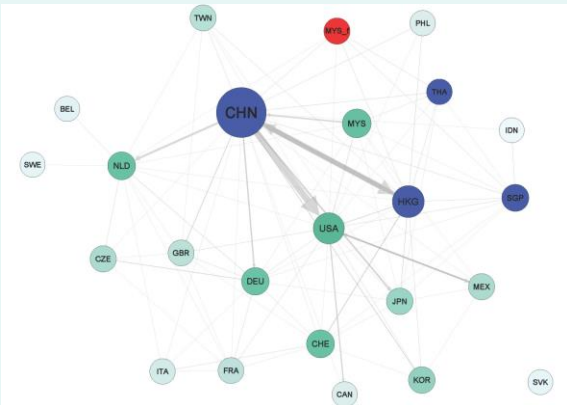 TWN
PHL
CHN
THA
BEL
MYS
IDN
SWE
NLD
HKG
SGP
USA
CZE
GBR
DEU
MEX
JPN
CHE
ITA
FRA
KOR
CAN
SVK